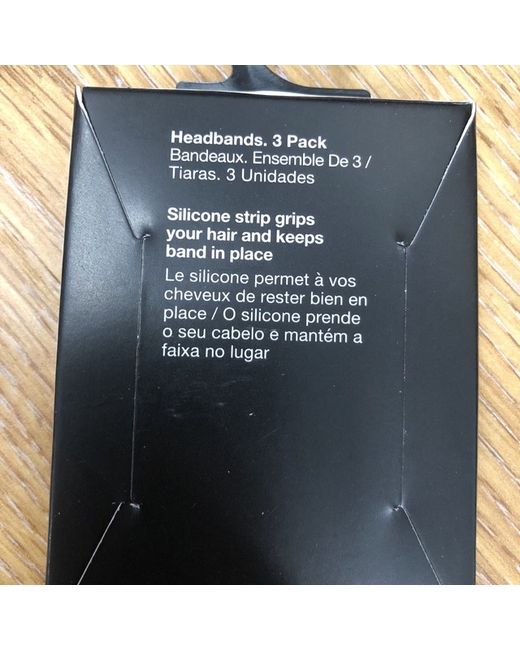 Headbands. 3 Pack
Bandeaux. Ensemble De 3 /
Tiaras. 3 Unidades
Silicone strip grips
your hair and keeps
band in place
Le silicone permet à vos
cheveux de rester bien en
place / O silicone prende
o seu cabelo e mantém a
faixa no lugar